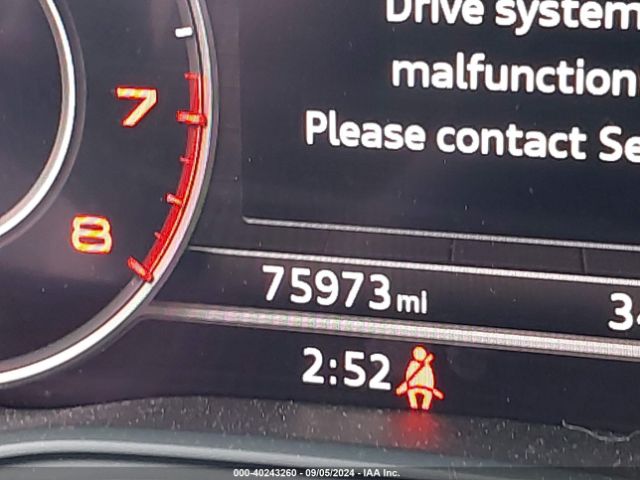 Drive system
malfunction
Please contact Se
7
8
75973 mi
34
2:52
000-40243260 - 09/05/2024 - IAA Inc.